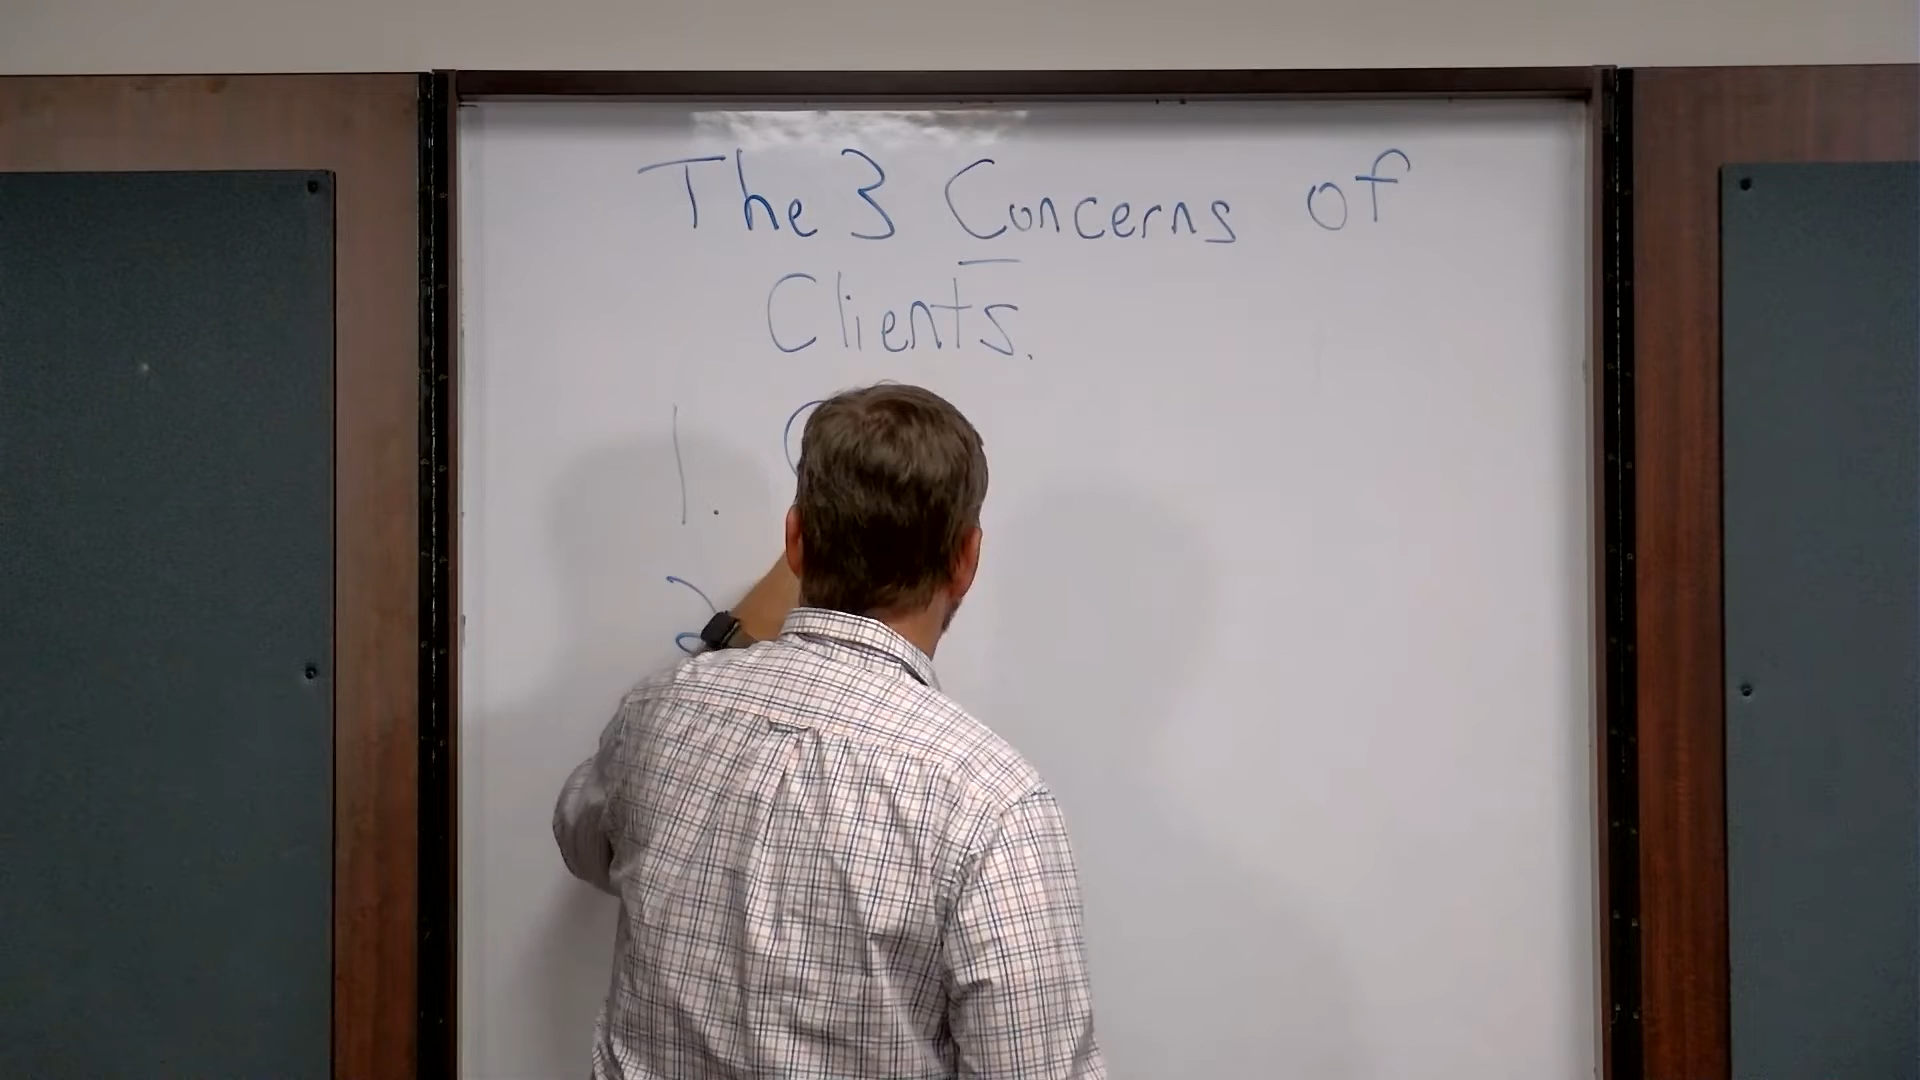 The 3 Concerns of
Clients.
1.
2